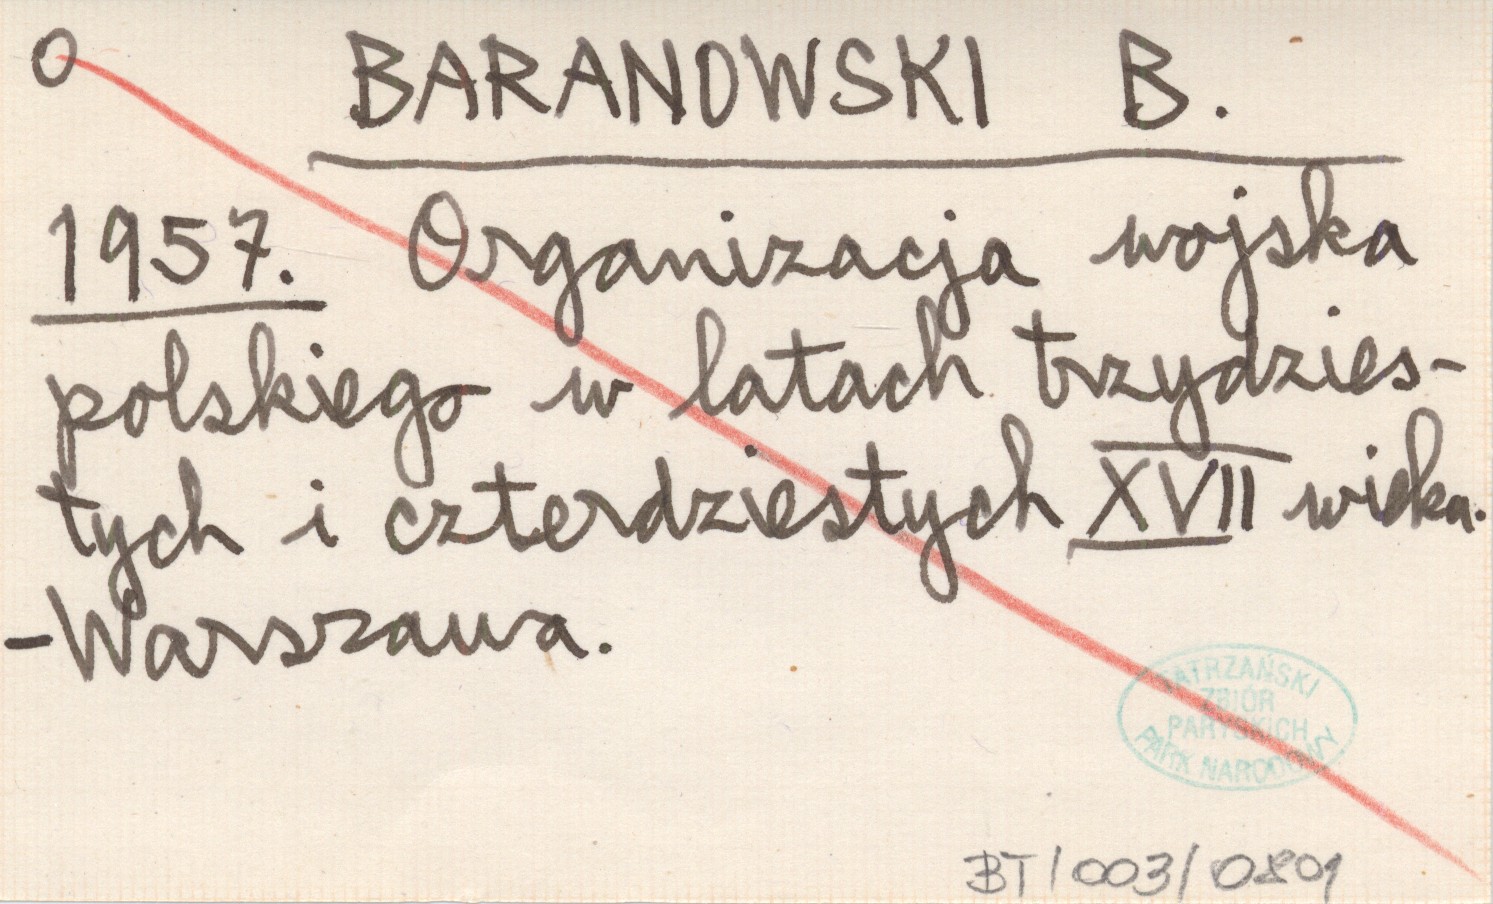 O BARANOWSKI B.
1957. Organizacja wojska
polskiego w latach trzydzies-
tych i czterdziestych XVII wieku.
- Warszawa.
TATRZAŃSKI
ZBIÓR
PARYSKICH
PARK NARODOWY
BT/003/0801